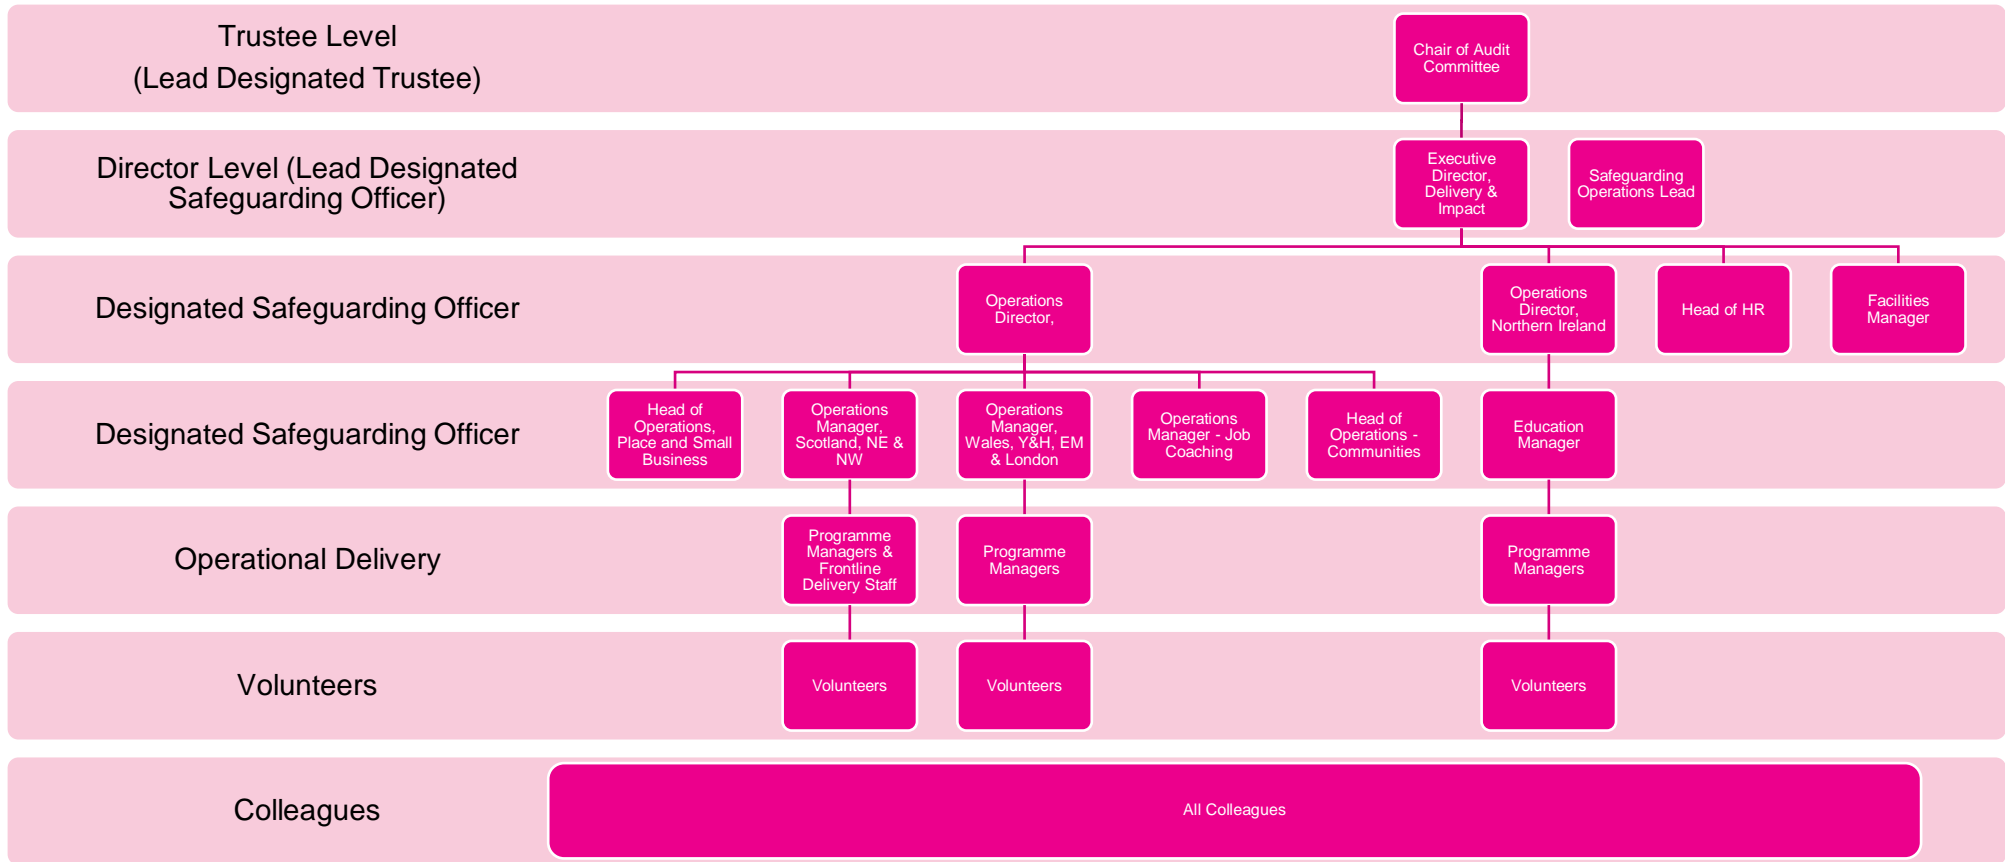 Trustee Level
(Lead Designated Trustee)
Chair of Audit
Committee
Director Level (Lead Designated
Safeguarding Officer)
Executive
Director,
Delivery &
Impact
Safeguarding
Operations Lead
Designated Safeguarding Officer
Operations
Director,
Operations
Director,
Northern Ireland
Head of HR
Facilities
Manager
Designated Safeguarding Officer
Head of
Operations,
Place and Small
Business
Operations
Manager,
Scotland, NE &
NW
Operations
Manager,
Wales, Y&H, EM
& London
Operations
Manager - Job
Coaching
Head of
Operations -
Communities
Education
Manager
Operational Delivery
Programme
Managers &
Frontline
Delivery Staff
Programme
Managers
Programme
Managers
Volunteers
Volunteers
Volunteers
Volunteers
Colleagues
All Colleagues